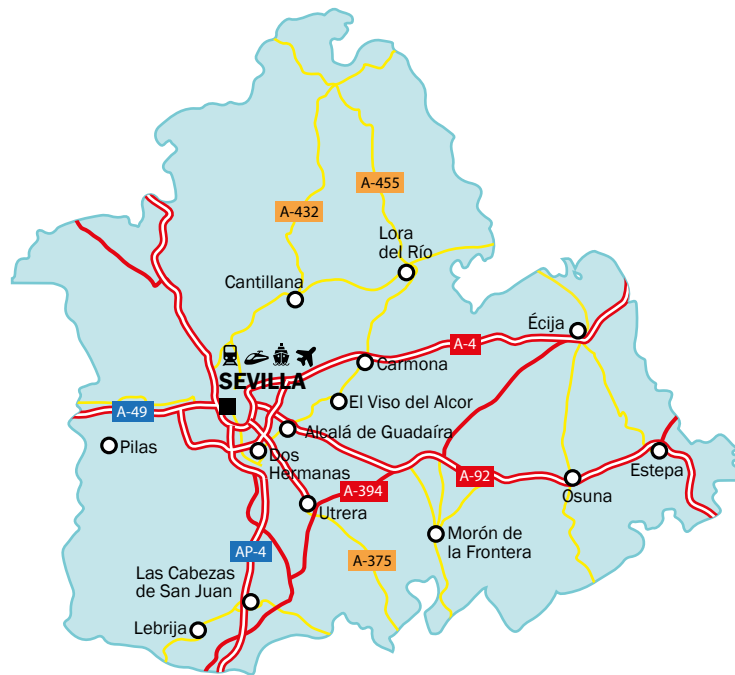 A-455
A-432
Lora
del Río
Cantillana
Écija
A-4
Carmona
SEVILLA
El Viso del Alcor
A-49
Alcalá de Guadaíra
Pilas
Dos
Hermanas
Estepa
A-92
A-394
Osuna
Utrera
Morón de
la Frontera
AP-4
A-375
Las Cabezas
de San Juan
Lebrija